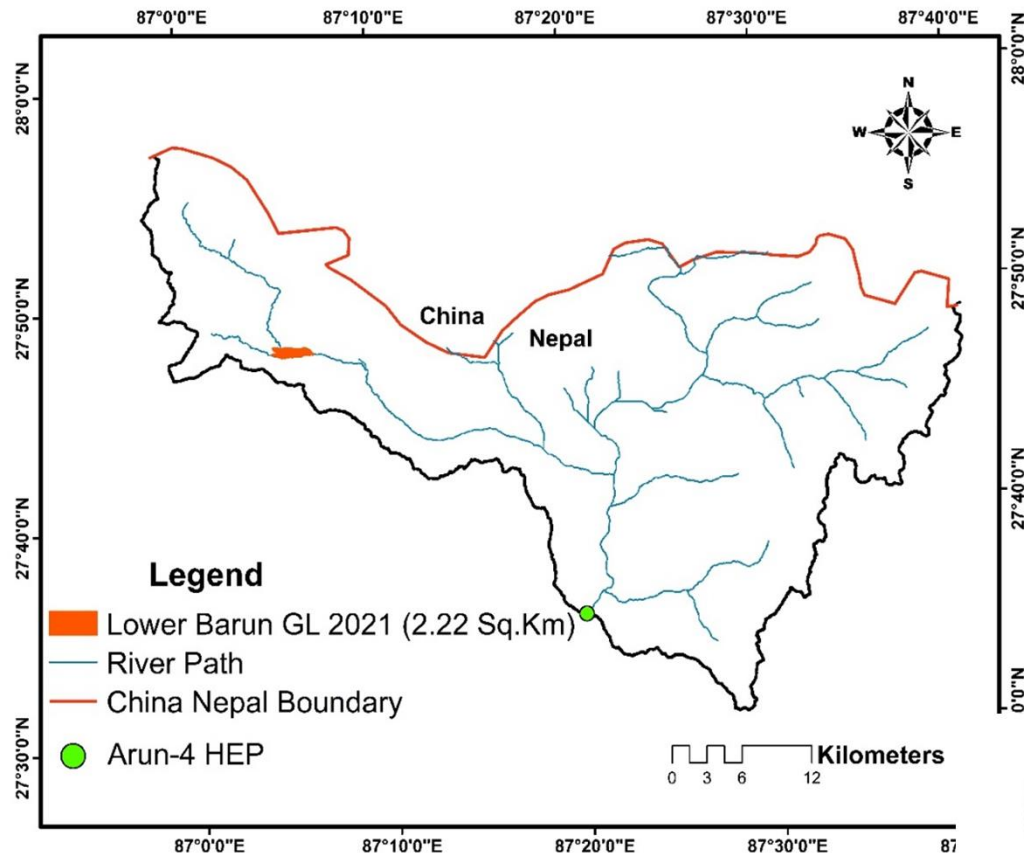 87°0'0"E 87°10'0"E 87°20'0"E 87°30'0"E 87°40'0"E
28°0'0"N
28°0'0"N
N
W E
S
27°50'0"N
27°50'0"N
China
Nepal
27°40'0"N
27°40'0"N
Legend
Lower Barun GL 2021 (2.22 Sq.Km)
River Path
China Nepal Boundary
Arun-4 HEP
0'0"N
27°30'0"N
Kilometers
0 3 6 12
87°0'0"E 87°10'0"E 87°20'0"E 87°30'0"E 87